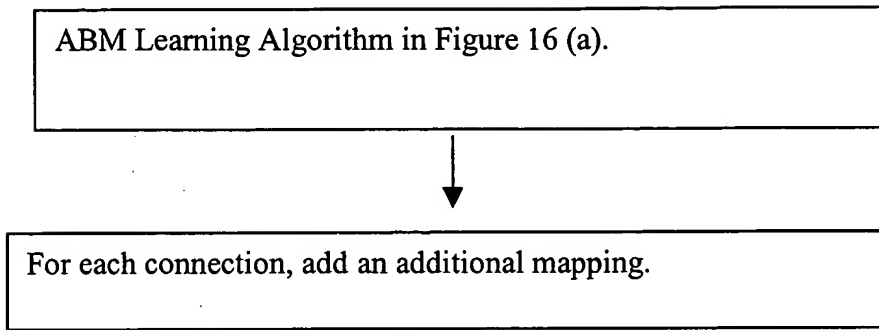 ABM Learning Algorithm in Figure 16 (a).
For each connection, add an additional mapping.